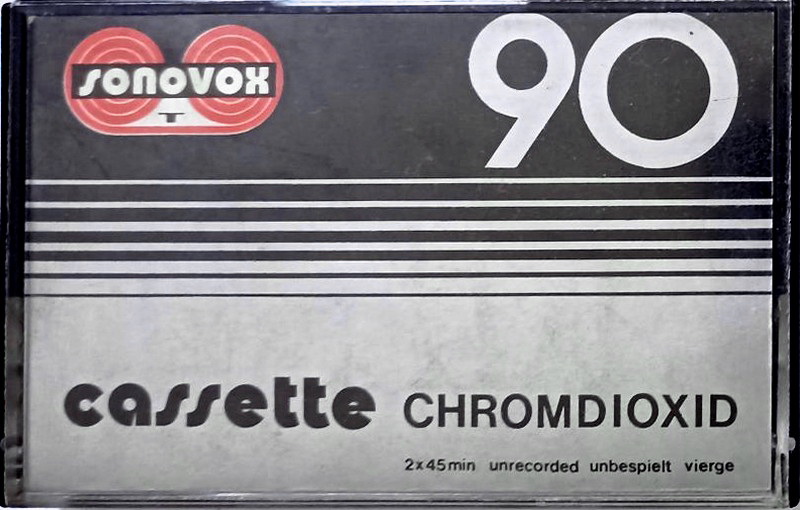 SONOVOX
T
90
cassette CHROMDIOXID
2x45min unrecorded unbespielt vierge